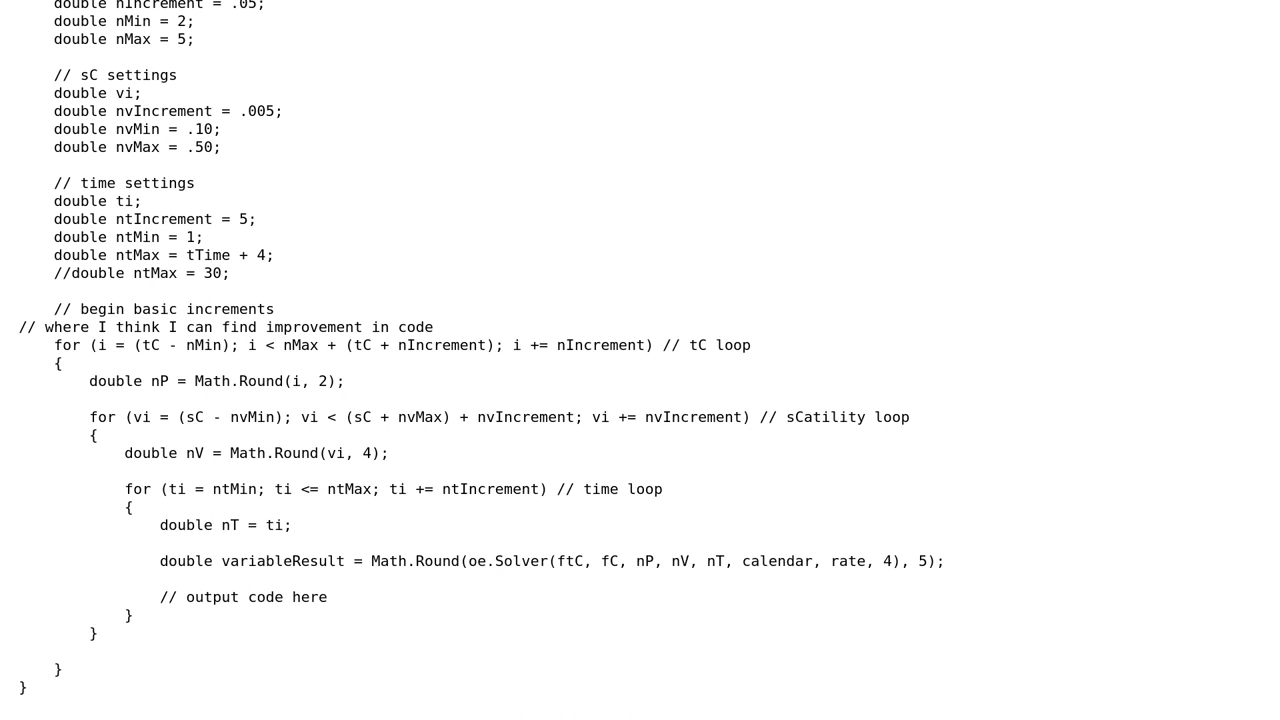 double nIncrement = .05;
double nMin = 2;
double nMax = 5;
// sC settings
double vi;
double nvIncrement = .005;
double nvMin = .10;
double nvMax = .50;
// time settings
double ti;
double ntIncrement = 5;
double ntMin = 1;
double ntMax = tTime + 4;
//double ntMax = 30;
// begin basic increments
// where I think I can find improvement in code
for (i = (tC - nMin); i < nMax + (tC + nIncrement); i += nIncrement) // tC loop
{
double nP = Math.Round(i, 2);
for (vi = (sC - nvMin); vi < (sC + nvMax) + nvIncrement; vi += nvIncrement) // sCatility loop
{
double nV = Math.Round(vi, 4);
for (ti = ntMin; ti <= ntMax; ti += ntIncrement) // time loop
{
double nT = ti;
double variableResult = Math.Round(oe.Solver(ftC, fC, nP, nV, nT, calendar, rate, 4), 5);
// output code here
}
}
}
}